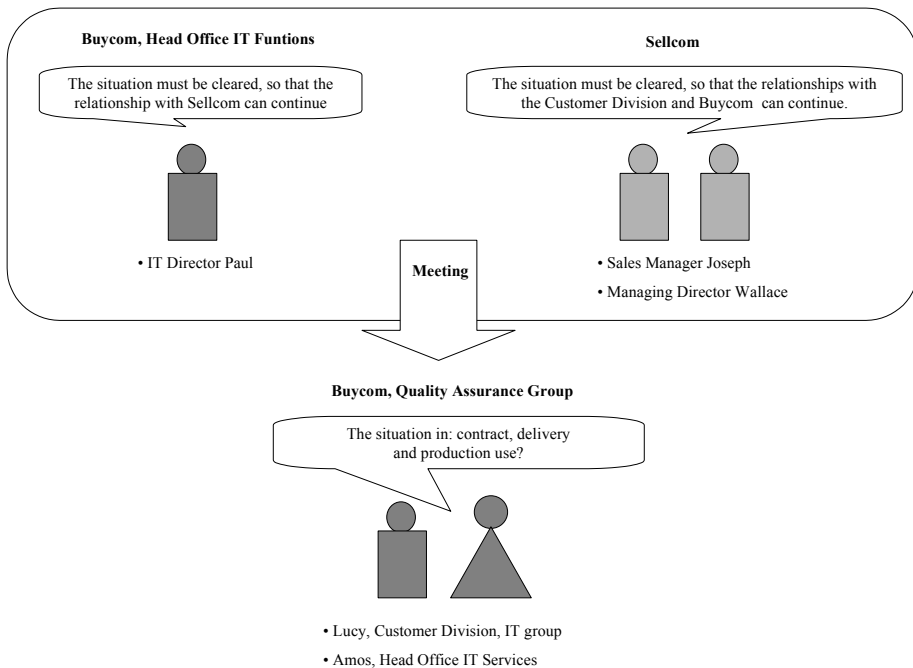 Buycom, Head Office IT Funtions
The situation must be cleared, so that the
relationship with Sellcom can continue
• IT Director Paul
Sellcom
The situation must be cleared, so that the relationships with
the Customer Division and Buycom can continue.
• Sales Manager Joseph
• Managing Director Wallace
Meeting
Buycom, Quality Assurance Group
The situation in: contract, delivery
and production use?
• Lucy, Customer Division, IT group
• Amos, Head Office IT Services